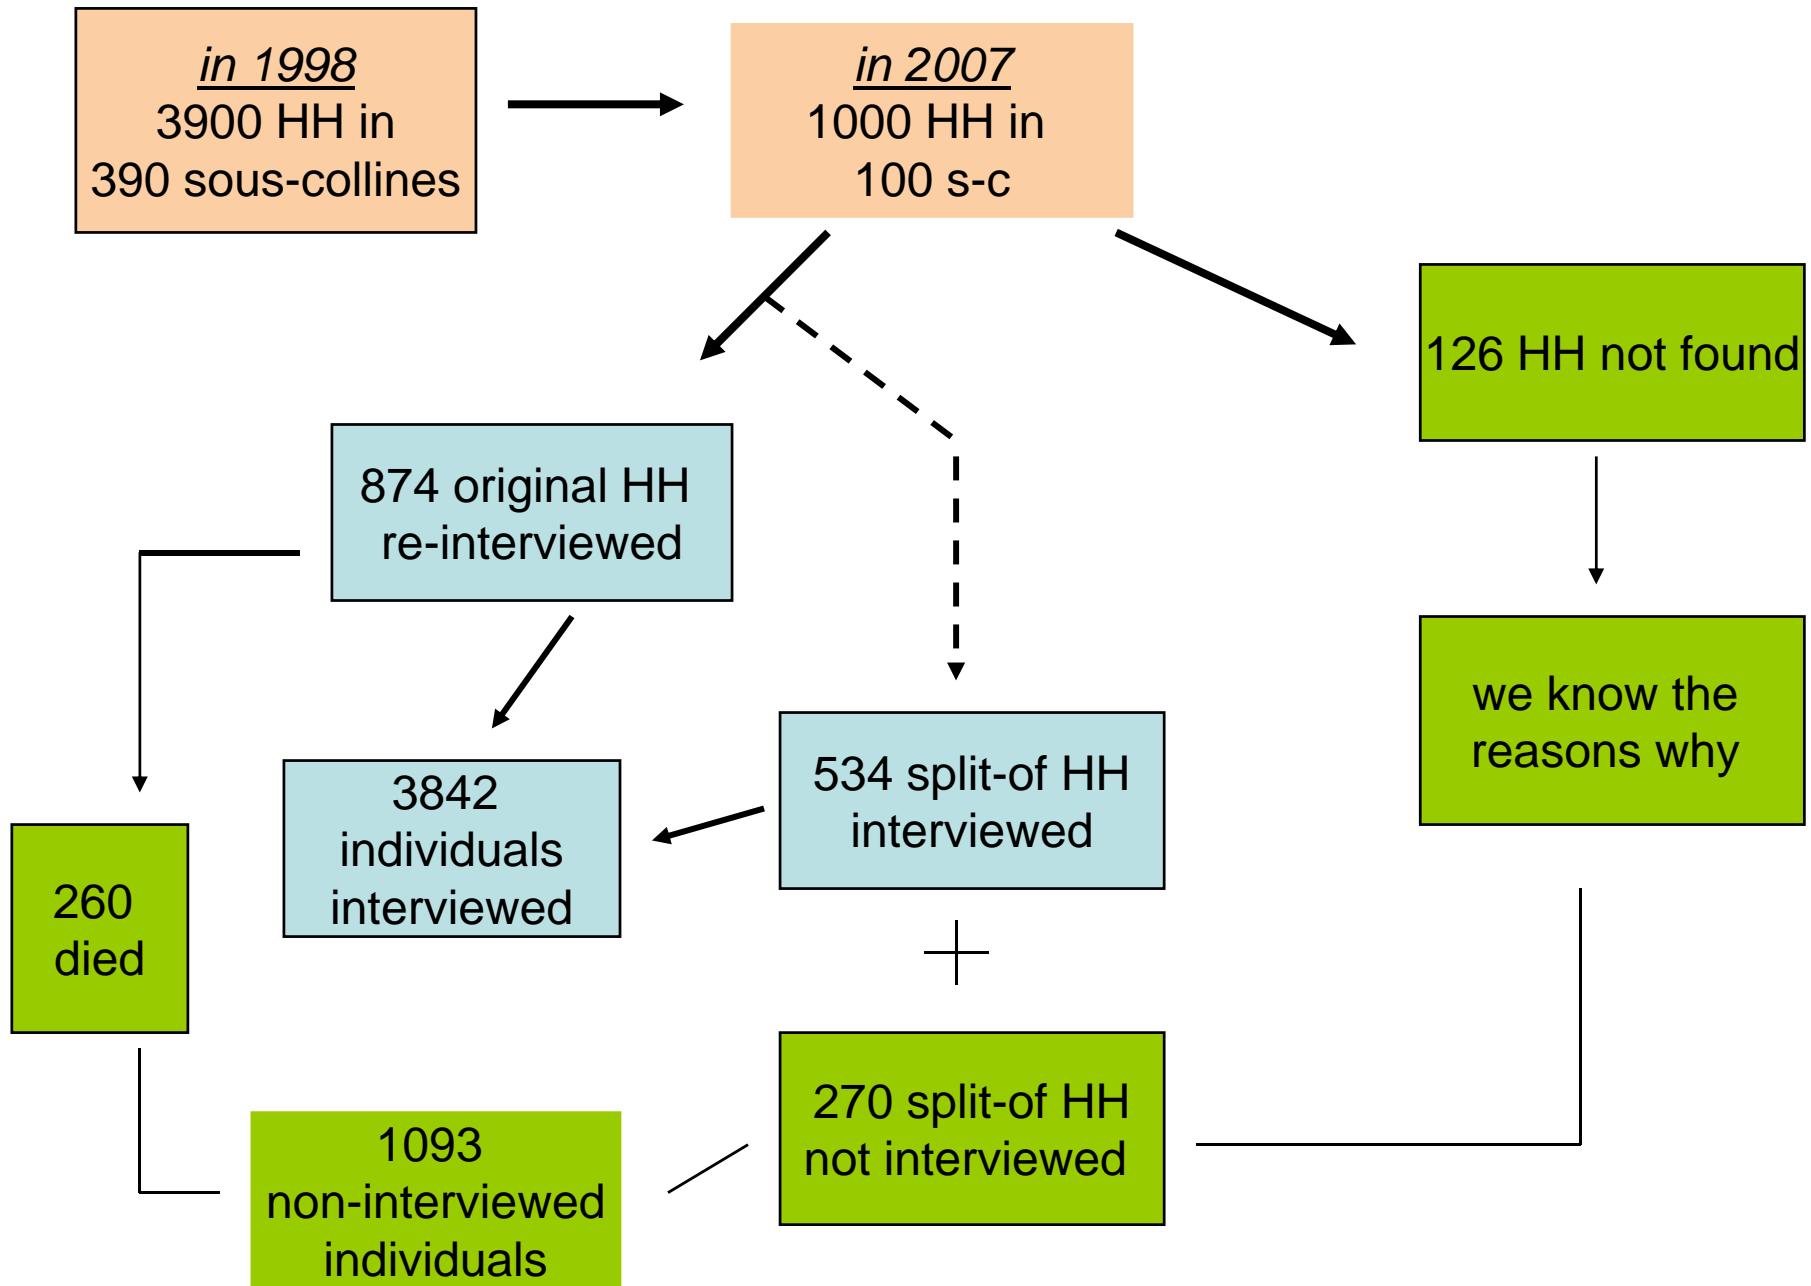 in 1998
3900 HH in
390 sous-collines
in 2007
1000 HH in
100 s-c
126 HH not found
874 original HH
re-interviewed
we know the
reasons why
534 split-of HH
interviewed
3842
individuals
interviewed
260
died
270 split-of HH
not interviewed
1093
non-interviewed
individuals